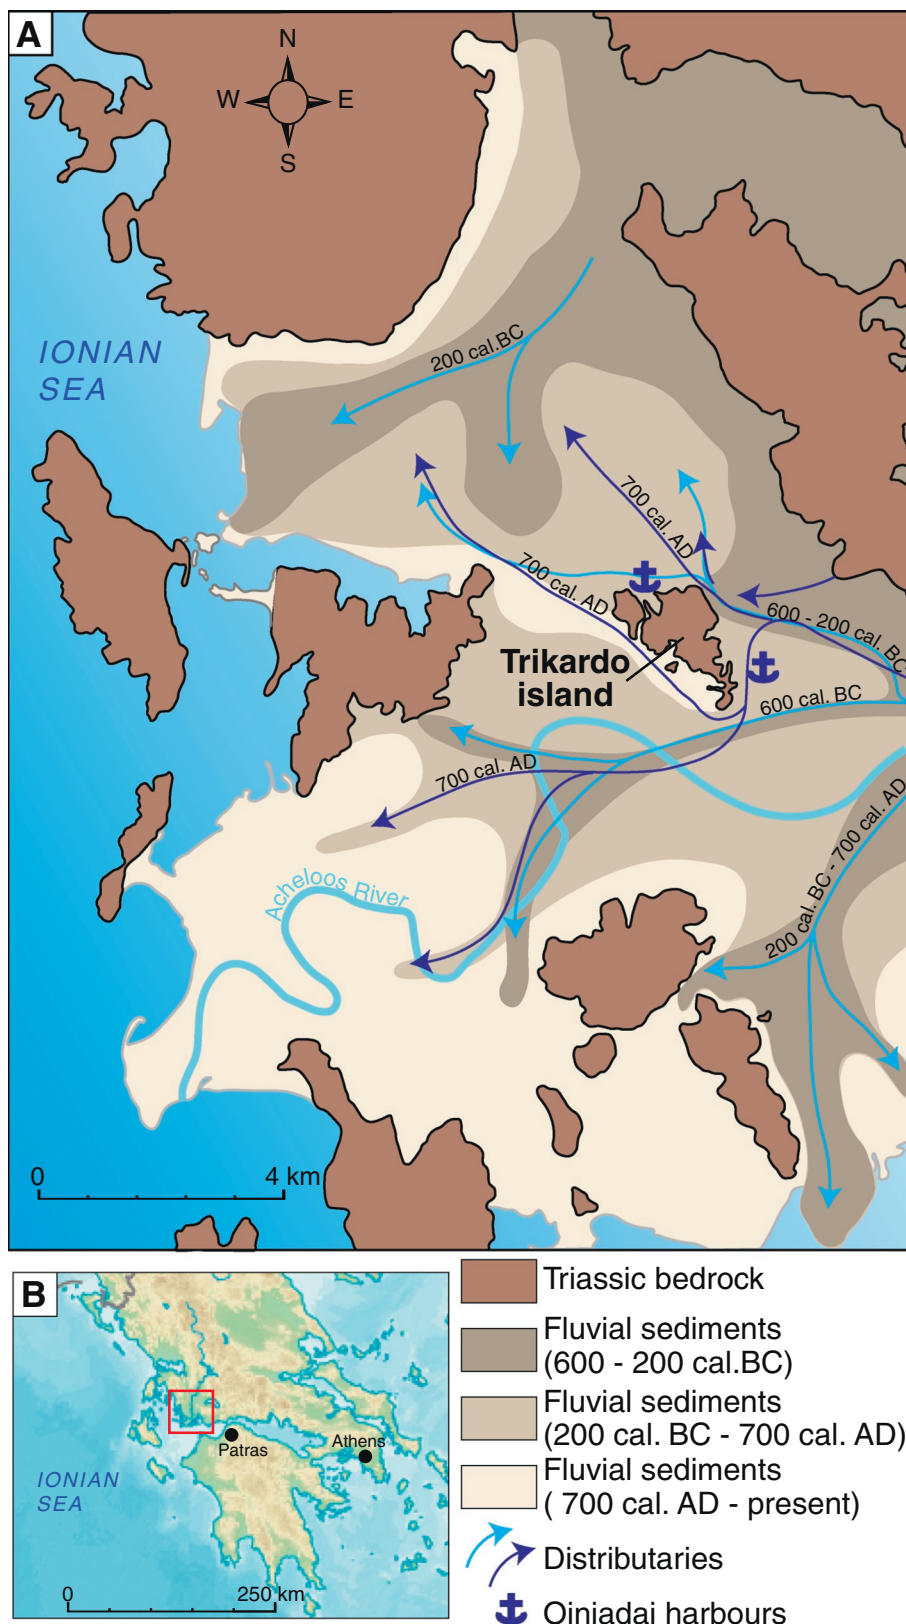 A
N
W
E
S
IONIAN
SEA
200 cal.BC
700 cal. AD
700 cal. AD
600 - 200 cal. BC
Trikardo
island
600 cal. BC
700 cal. AD
200 cal. BC - 700 cal. AD
Acheloos River
0
4 km
B
Patras
Athens
IONIAN
SEA
0
250 km
Triassic bedrock
Fluvial sediments
(600 - 200 cal.BC)
Fluvial sediments
(200 cal. BC - 700 cal. AD)
Fluvial sediments
( 700 cal. AD - present)
Distributaries
Oiniadai harbours